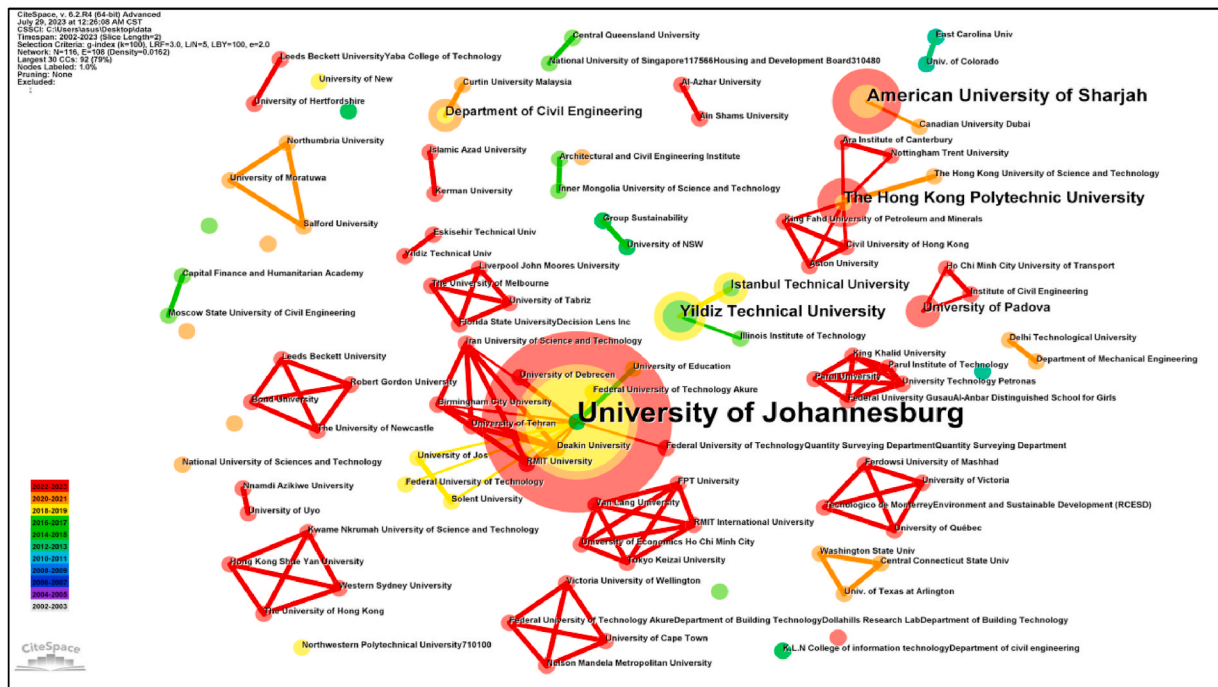 CiteSpace, v. 6.2.R4 (64-bit) Advanced
July 29, 2023 at 12:26:08 AM CST
CSSCI: C:\Users\asus\Desktop\data
Timespan: 2002-2023 (Slice Length=2)
Selection Criteria: g-index (k=100), LRF=3.0, L/N=5, LBY=100, e=2.0
Network: N=116, E=108 (Density=0.0162)
Largest 30 CCs: 92 (79%)
Nodes Labeled: 1.0%
Pruning: None
Excluded:
Central Queensland University
East Carolina Univ
Leeds Beckett UniversityYaba College of Technology
National University of Singapore117566Housing and Development Board310480
Univ. of Colorado
University of New
Curtin University Malaysia
Al-Azhar University
American University of Sharjah
University of Hertfordshire
Department of Civil Engineering
Ain Shams University
Canadian University Dubai
Northumbria University
Ara Institute of Canterbury
Islamic Azad University
Architectural and Civil Engineering Institute
Nottingham Trent University
University of Moratuwa
The Hong Kong University of Science and Technology
Kerman University
Inner Mongolia University of Science and Technology
The Hong Kong Polytechnic University
Salford University
Group Sustainability
King Fahd University of Petroleum and Minerals
Eskisehir Technical Univ
University of NSW
Civil University of Hong Kong
Yildiz Technical Univ
Aston University
Capital Finance and Humanitarian Academy
Liverpool John Moores University
Ho Chi Minh City University of Transport
The University of Melbourne
Istanbul Technical University
Institute of Civil Engineering
University of Tabriz
University of Padova
Moscow State University of Civil Engineering
Yildiz Technical University
Florida State UniversityDecision Lens Inc
Illinois Institute of Technology
Delhi Technological University
Iran University of Science and Technology
Leeds Beckett University
King Khalid University
Department of Mechanical Engineering
University of Education
Parul Institute of Technology
University of Debrecen
Parul University
Robert Gordon University
University Technology Petronas
Federal University of Technology Akure
Bond University
Birmingham City University
Federal University GusauAl-Anbar Distinguished School for Girls
University of Johannesburg
University of Tehran
The University of Newcastle
Deakin University
Federal University of TechnologyQuantity Surveying DepartmentQuantity Surveying Department
University of Jos
RMIT University
National University of Sciences and Technology
Ferdowsi University of Mashhad
Federal University of Technology
FPT University
University of Victoria
Nnamdi Azikiwe University
Solent University
Van Lang University
Tecnologico de MonterreyEnvironment and Sustainable Development (RCESD)
University of Uyo
RMIT International University
University of Québec
Kwame Nkrumah University of Science and Technology
University of Economics Ho Chi Minh City
Washington State Univ
Tokyo Keizai University
Central Connecticut State Univ
Hong Kong Shue Yan University
Victoria University of Wellington
Western Sydney University
Univ. of Texas at Arlington
The University of Hong Kong
Federal University of Technology AkureDepartment of Building TechnologyDollahills Research LabDepartment of Building Technology
University of Cape Town
Northwestern Polytechnical University710100
K.L.N College of information technologyDepartment of civil engineering
Nelson Mandela Metropolitan University
2022-2023
2020-2021
2018-2019
2016-2017
2014-2015
2012-2013
2010-2011
2008-2009
2006-2007
2004-2005
2002-2003
CiteSpace